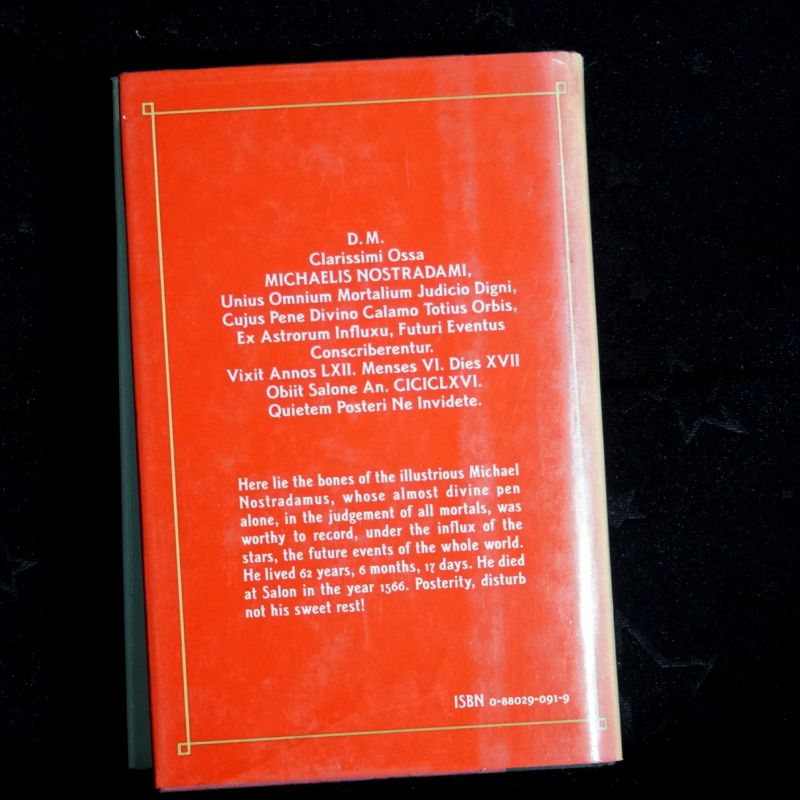 D. M.
Clarissimi Ossa
MICHAELIS NOSTRADAMI,
Unius Omnium Mortalium Judicio Digni,
Cujus Pene Divino Calamo Totius Orbis,
Ex Astrorum Influxu, Futuri Eventus
Conscriberentur.
Vixit Annos LXII. Menses VI. Dies XVII
Obiit Salone An. CICICLXVI.
Quietem Posteri Ne Invidete.
Here lie the bones of the illustrious Michael
Nostradamus, whose almost divine pen
alone, in the judgement of all mortals, was
worthy to record, under the influx of the
stars, the future events of the whole world.
He lived 62 years, 6 months, 17 days. He died
at Salon in the year 1566. Posterity, disturb
not his sweet rest!
ISBN 0-88029-091-9